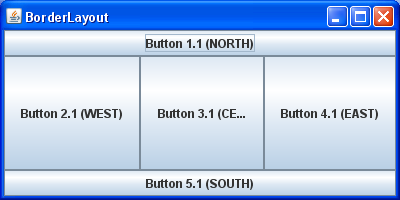 BorderLayout
Button 1.1 (NORTH)
Button 2.1 (WEST)
Button 3.1 (CE...
Button 4.1 (EAST)
Button 5.1 (SOUTH)